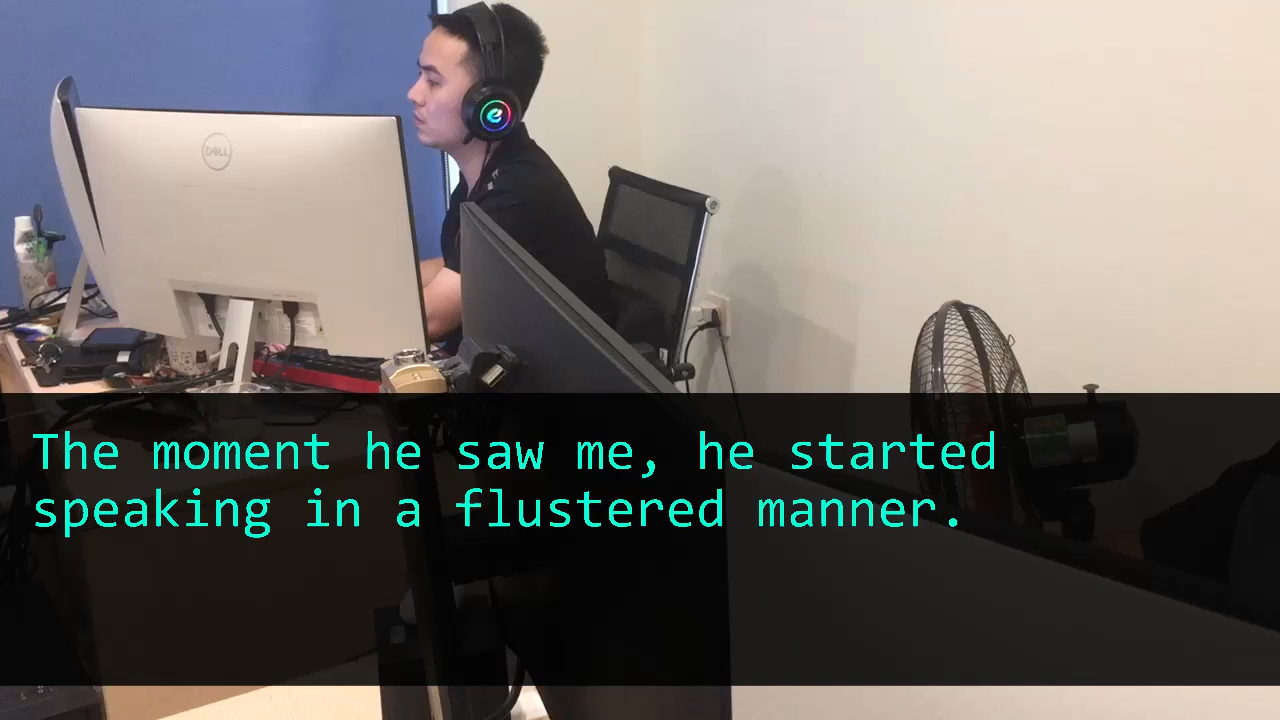 DELL
The moment he saw me, he started
speaking in a flustered manner.